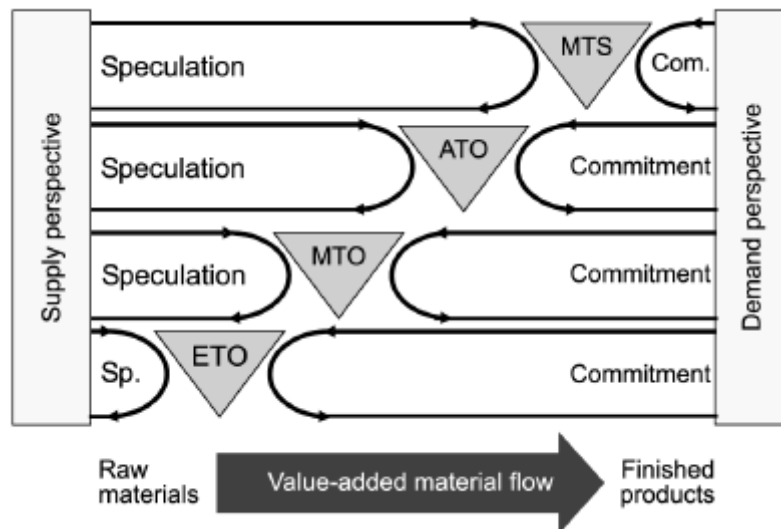 Supply perspective
Speculation
MTS
Com.
Speculation
ATO
Commitment
Speculation
MTO
Commitment
Sp.
ETO
Commitment
Demand perspective
Raw
materials
Value-added material flow
Finished
products